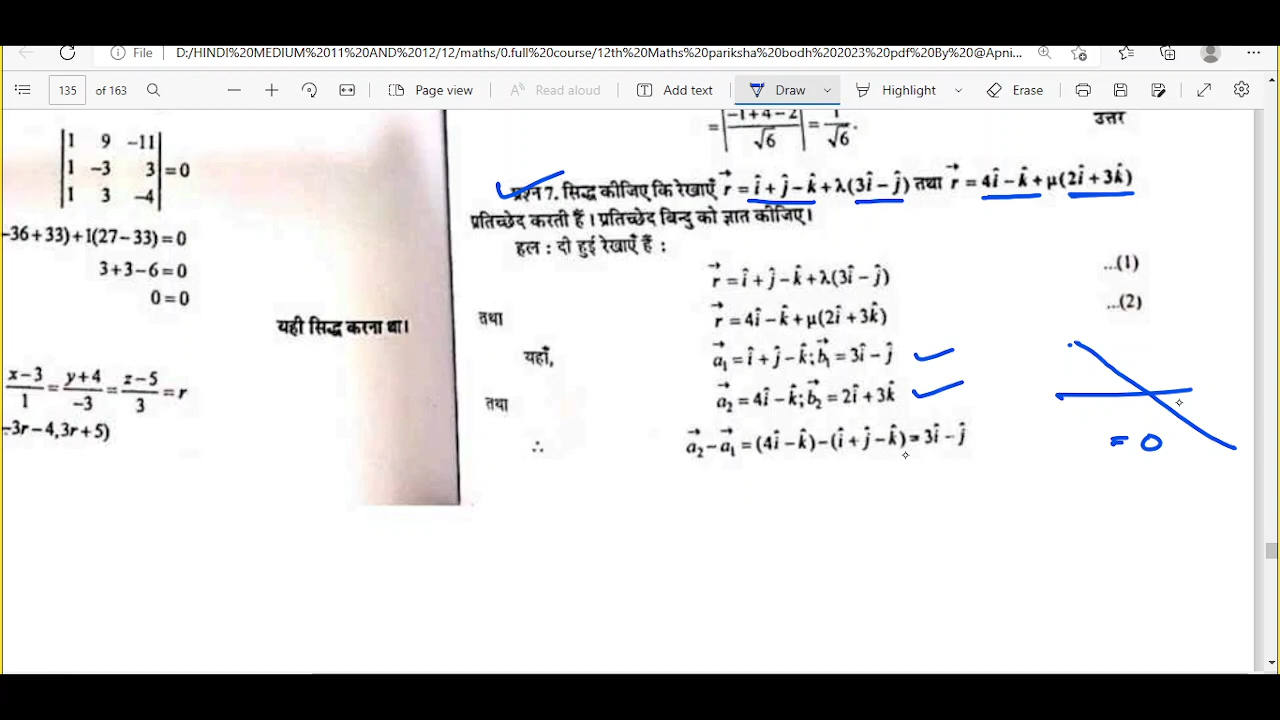 File D:/HINDI%20MEDIUM%2011%20AND%2012/12/maths/0.full%20course/12th%20Maths%20pariksha%20bodh%202023%20pdf%20By%20@Apni...
135 of 163 Page view Read aloud Add text Draw Highlight Erase
|1 9 -11|
|1 -3 3| = 0
|1 3 -4|
-36+33)+1(27-33)=0
3+3-6=0
0=0
यही सिद्ध करना था।
x-3/1 = y+4/-3 = z-5/3 = r
-3r-4,3r+5)
=|-1+4-2/√6| = 1/√6.
उत्तर
प्रश्न 7. सिद्ध कीजिए कि रेखाएँ r⃗ = î + ĵ - k̂ + λ(3î - ĵ) तथा r⃗ = 4î - k̂ + μ(2î + 3k̂)
प्रतिच्छेद करती हैं। प्रतिच्छेद बिन्दु को ज्ञात कीजिए।
हल : दी हुई रेखाएँ हैं :
r⃗ = î + ĵ - k̂ + λ(3î - ĵ) ...(1)
तथा r⃗ = 4î - k̂ + μ(2î + 3k̂) ...(2)
यहाँ, a⃗₁ = î + ĵ - k̂; b⃗₁ = 3î - ĵ
तथा a⃗₂ = 4î - k̂; b⃗₂ = 2î + 3k̂
∴ a⃗₂ - a⃗₁ = (4î - k̂) - (î + ĵ - k̂) = 3î - ĵ
= 0